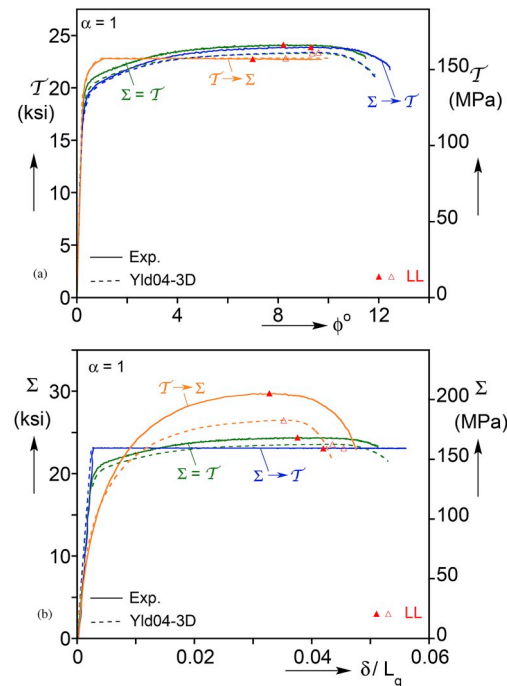 α = 1
25
𝒯
(ksi)
20
15
10
5
0
150
𝒯
(MPa)
100
50
0
Σ = 𝒯
𝒯→Σ
Σ→𝒯
Exp.
Yld04-3D
LL
(a)
0 4 8 12
ϕ°
α = 1
Σ
(ksi)
30
20
10
0
Σ
(MPa)
200
150
100
50
0
𝒯→Σ
Σ = 𝒯
Σ→𝒯
Exp.
Yld04-3D
LL
(b)
0 0.02 0.04 0.06
δ/ L<sub>g</sub>